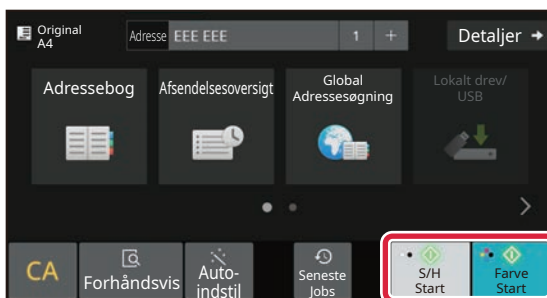 Original
A4
Adresse EEE EEE 1 +
Detaljer
Adressebog
Afsendelsesoversigt
Global
Adressesøgning
Lokalt drev/
USB
CA
Forhåndsvis
Auto-
indstil
Seneste
Jobs
S/H
Start
Farve
Start